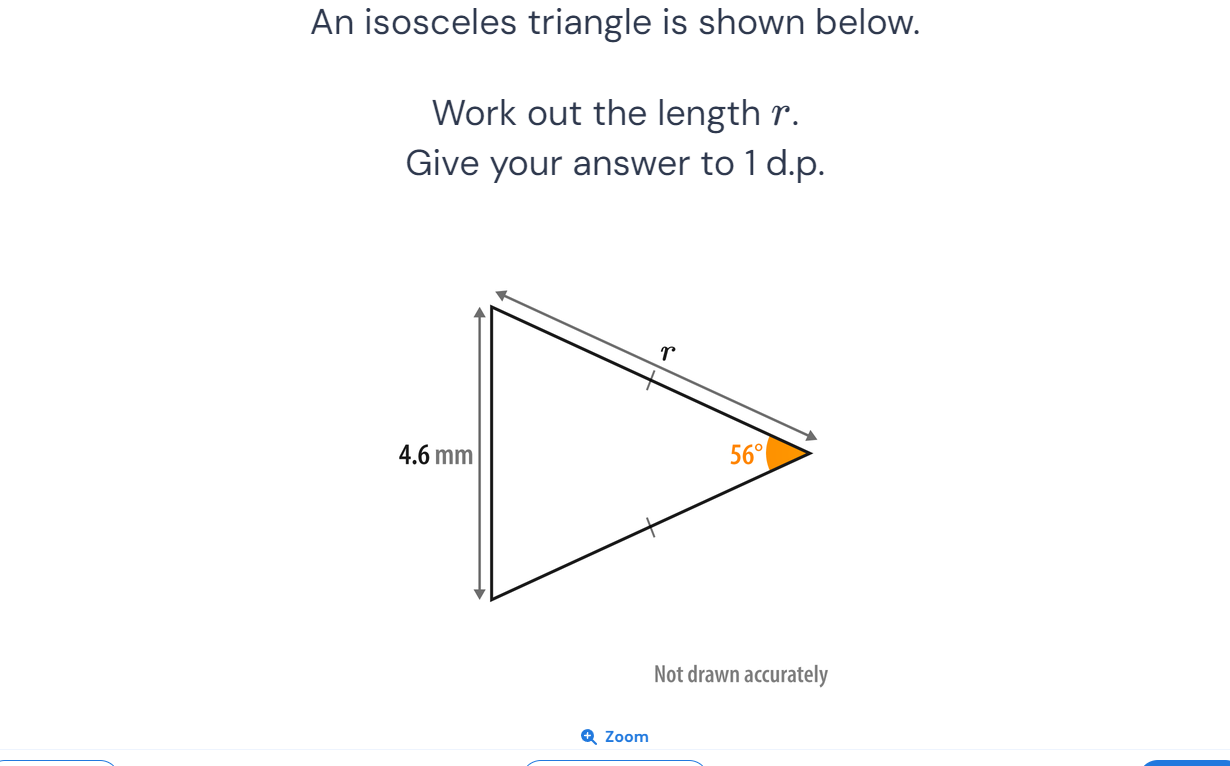 An isosceles triangle is shown below.
Work out the length r.
Give your answer to 1 d.p.
r
4.6 mm
56°
Not drawn accurately
Zoom